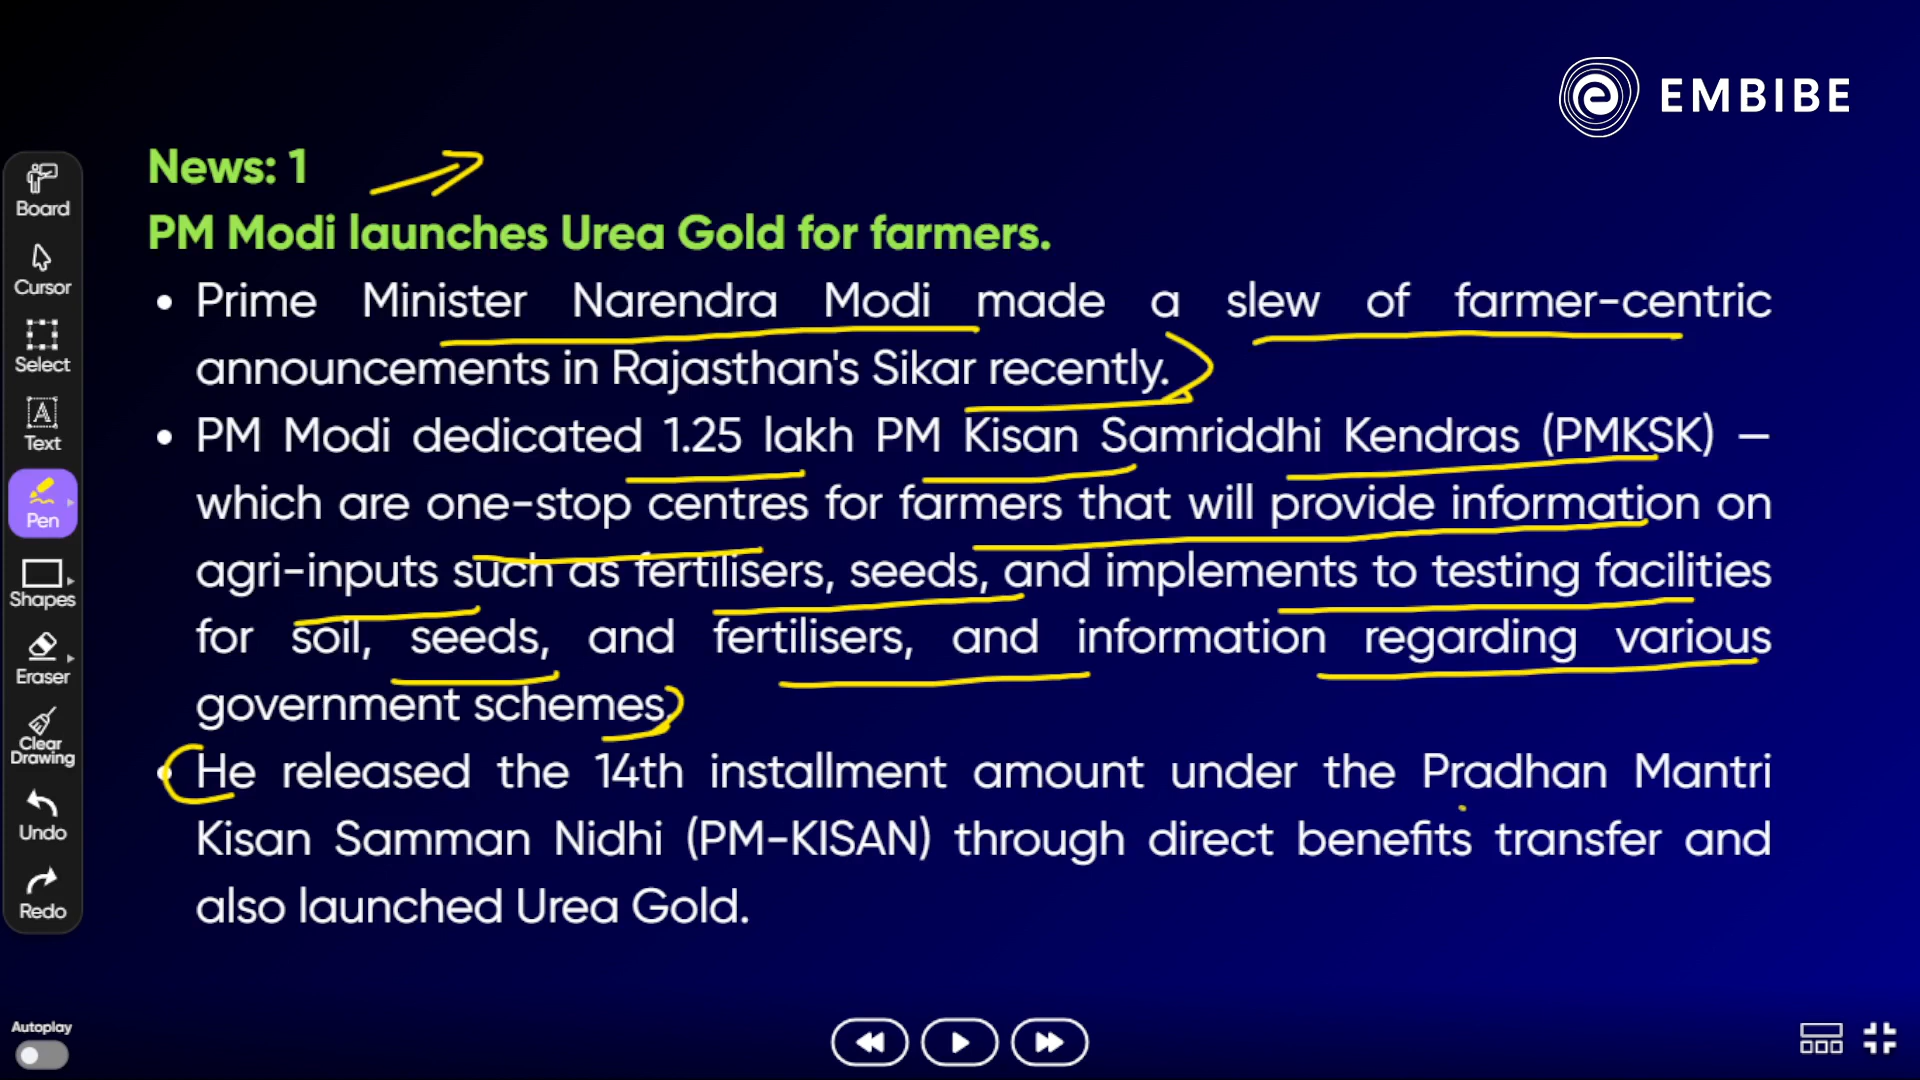 EMBIBE
News: 1
PM Modi launches Urea Gold for farmers.
• Prime Minister Narendra Modi made a slew of farmer-centric
announcements in Rajasthan's Sikar recently.
• PM Modi dedicated 1.25 lakh PM Kisan Samriddhi Kendras (PMKSK) –
which are one-stop centres for farmers that will provide information on
agri-inputs such as fertilisers, seeds, and implements to testing facilities
for soil, seeds, and fertilisers, and information regarding various
government schemes.
• He released the 14th installment amount under the Pradhan Mantri
Kisan Samman Nidhi (PM-KISAN) through direct benefits transfer and
also launched Urea Gold.
Board
Cursor
Select
Text
Pen
Shapes
Eraser
Clear
Drawing
Undo
Redo
Autoplay